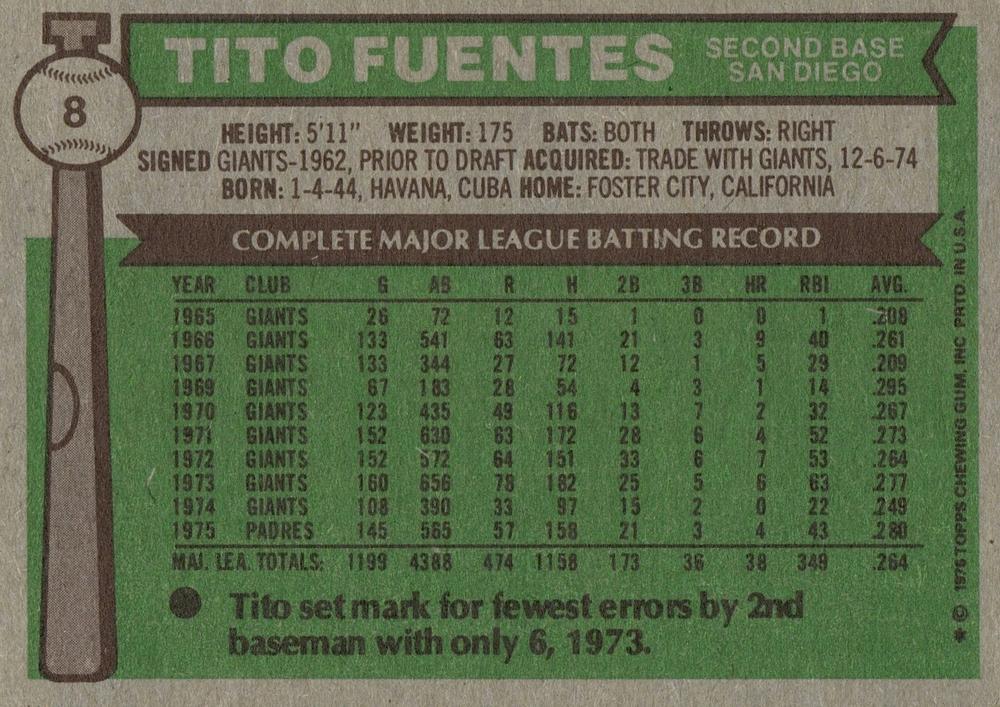 T
8
TITO FUENTES
SECOND BASE
SAN DIEGO
HEIGHT: 5'11" WEIGHT: 175 BATS: BOTH THROWS: RIGHT
SIGNED GIANTS-1962, PRIOR TO DRAFT ACQUIRED: TRADE WITH GIANTS, 12-6-74
BORN: 1-4-44, HAVANA, CUBA HOME: FOSTER CITY, CALIFORNIA
COMPLETE MAJOR LEAGUE BATTING RECORD
YEAR CLUB G AB R H 2B 3B HR RBI AVG.
1965 GIANTS 26 72 12 15 1 0 0 1 .208
1966 GIANTS 133 541 63 141 21 3 9 40 .261
1967 GIANTS 133 344 27 72 12 1 5 29 .209
1969 GIANTS 67 183 28 54 4 3 1 14 .295
1970 GIANTS 123 435 49 116 13 7 2 32 .267
1971 GIANTS 152 630 63 172 28 6 4 52 .273
1972 GIANTS 152 572 64 151 33 6 7 53 .264
1973 GIANTS 160 656 78 182 25 5 6 63 .277
1974 GIANTS 108 390 33 97 15 2 0 22 .249
1975 PADRES 145 565 57 158 21 3 4 43 .280
MAJ. LEA. TOTALS: 1199 4388 474 1158 173 36 38 349 .264
● Tito set mark for fewest errors by 2nd
baseman with only 6, 1973.
* © 1976 TOPPS CHEWING GUM, INC PRTD. IN U.S.A.